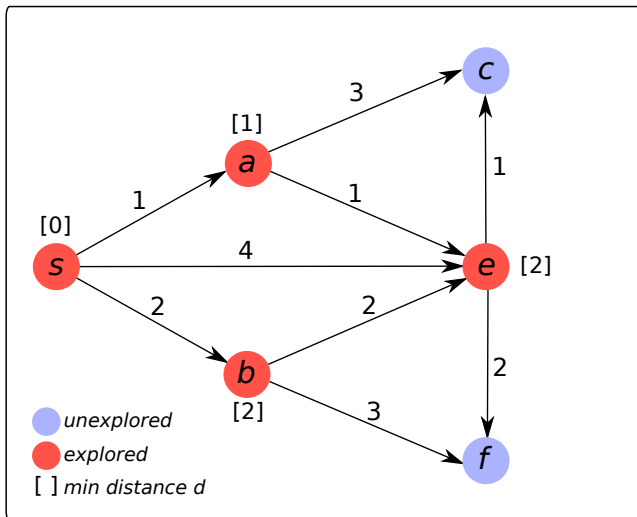 c
3
[1]
a
1
1
1
[0]
s
4
e
[2]
2
2
2
b
[2]
3
f
unexplored
explored
[ ] min distance d